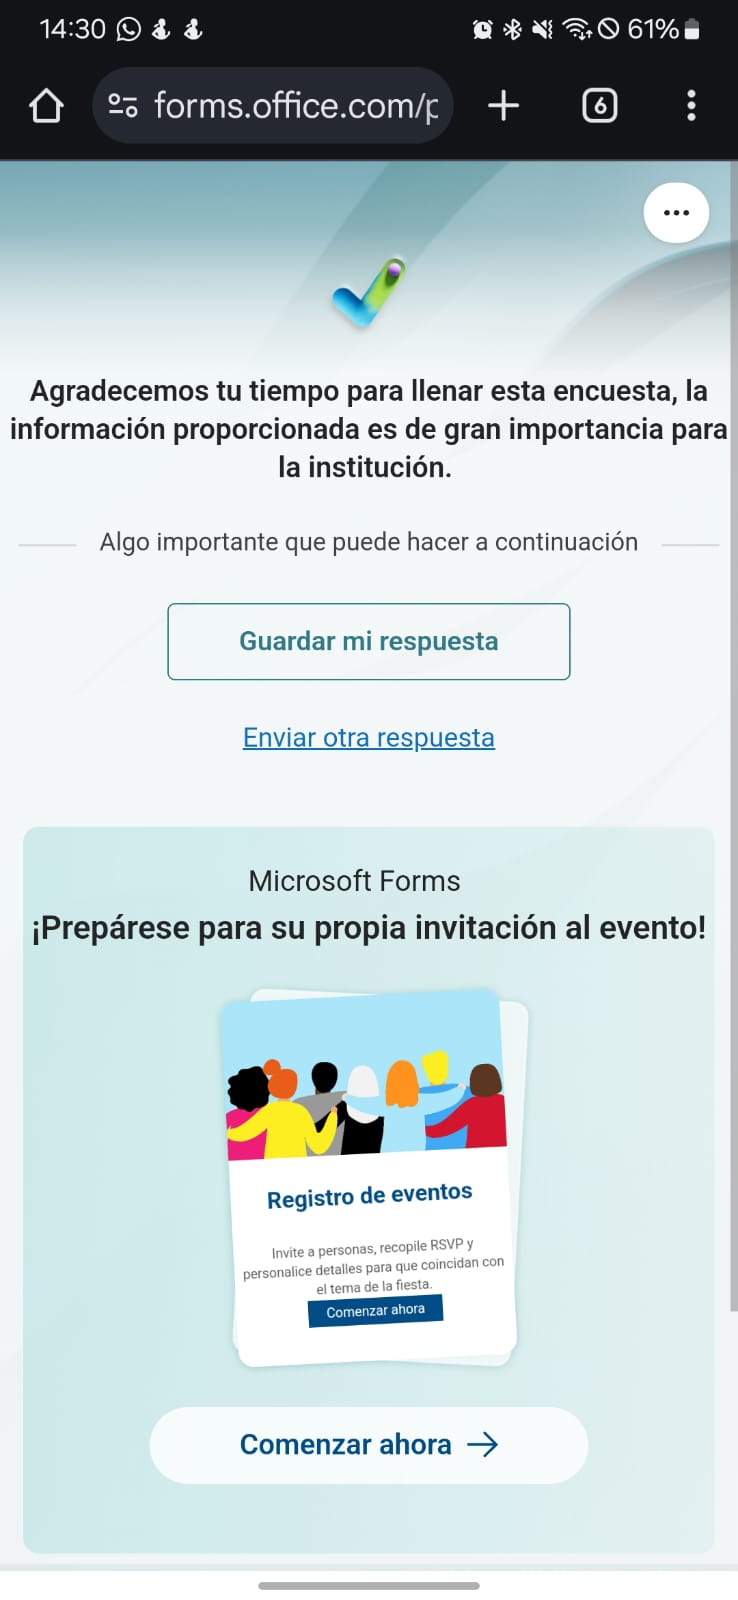 14:30
61%
forms.office.com/p
6
Agradecemos tu tiempo para llenar esta encuesta, la
información proporcionada es de gran importancia para
la institución.
Algo importante que puede hacer a continuación
Guardar mi respuesta
Enviar otra respuesta
Microsoft Forms
¡Prepárese para su propia invitación al evento!
Registro de eventos
Invite a personas, recopile RSVP y
personalice detalles para que coincidan con
el tema de la fiesta.
Comenzar ahora
Comenzar ahora